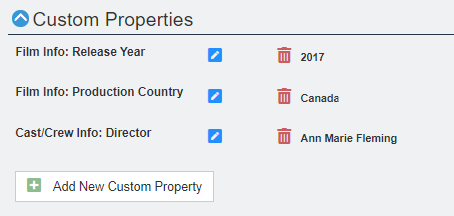 Custom Properties
Film Info: Release Year 2017
Film Info: Production Country Canada
Cast/Crew Info: Director Ann Marie Fleming
Add New Custom Property